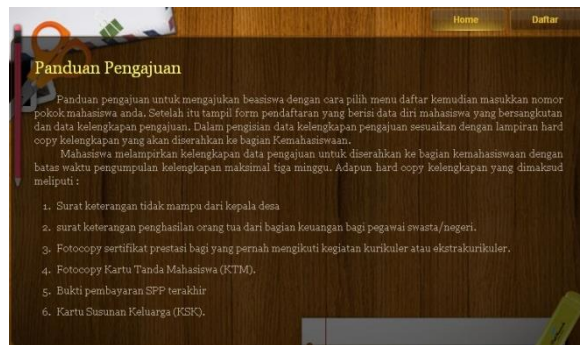 Home Daftar
Panduan Pengajuan
Panduan pengajuan untuk mengajukan beasiswa dengan cara pilih menu daftar kemudian masukkan nomor
pokok mahasiswa anda. Setelah itu tampil form pendaftaran yang berisi data diri mahasiswa yang bersangkutan
dan data kelengkapan pengajuan. Dalam pengisian data kelengkapan pengajuan sesuaikan dengan lampiran hard
copy kelengkapan yang akan diserahkan ke bagian Kemahasiswaan.
Mahasiswa melampirkan kelengkapan data pengajuan untuk diserahkan ke bagian kemahasiswaan dengan
batas waktu pengumpulan kelengkapan maksimal tiga minggu. Adapun hard copy kelengkapan yang dimaksud
meliputi :
1. Surat keterangan tidak mampu dari kepala desa
2. surat keterangan penghasilan orang tua dari bagian keuangan bagi pegawai swasta/negeri.
3. Fotocopy sertifikat prestasi bagi yang pernah mengikuti kegiatan kurikuler atau ekstrakurikuler.
4. Fotocopy Kartu Tanda Mahasiswa (KTM).
5. Bukti pembayaran SPP terakhir
6. Kartu Susunan Keluarga (KSK).